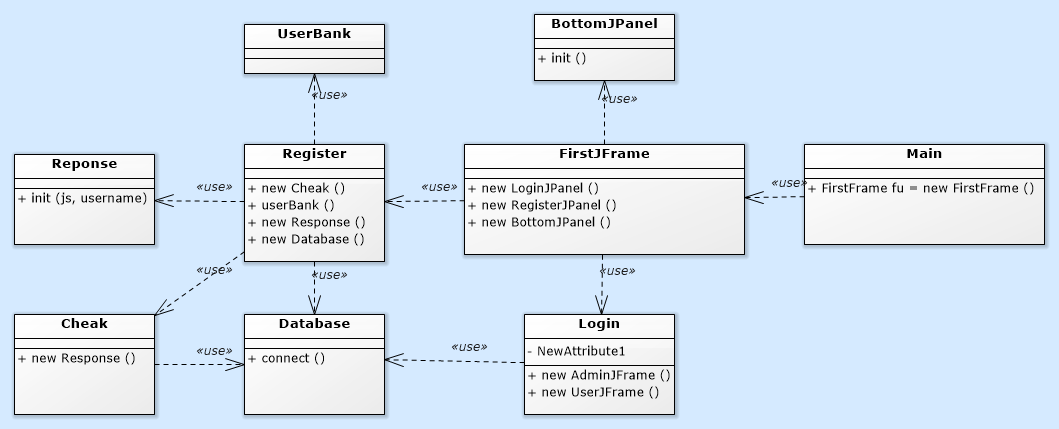 UserBank
BottomJPanel
+ init ()
«use»
«use»
Reponse
+ init (js, username)
«use»
Register
+ new Cheak ()
+ userBank ()
+ new Response ()
+ new Database ()
«use»
FirstJFrame
+ new LoginJPanel ()
+ new RegisterJPanel ()
+ new BottomJPanel ()
«use»
Main
+ FirstFrame fu = new FirstFrame ()
«use»
«use»
«use»
Cheak
+ new Response ()
«use»
Database
+ connect ()
«use»
Login
- NewAttribute1
+ new AdminJFrame ()
+ new UserJFrame ()